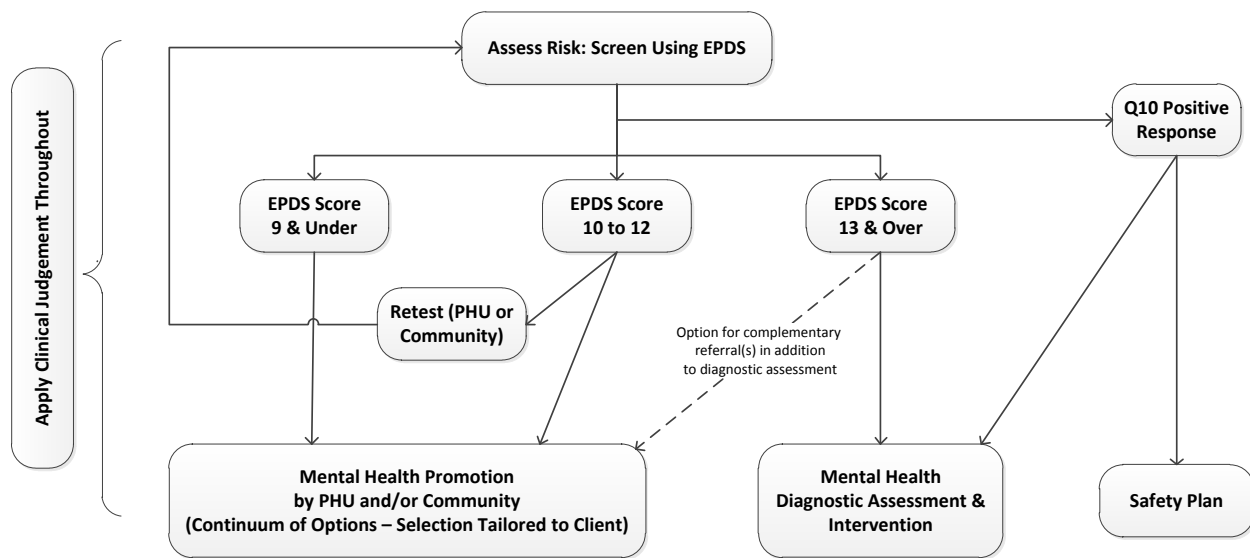 Apply Clinical Judgement Throughout
Assess Risk: Screen Using EPDS
Q10 Positive
Response
EPDS Score
9 & Under
EPDS Score
10 to 12
EPDS Score
13 & Over
Retest (PHU or
Community)
Option for complementary
referral(s) in addition
to diagnostic assessment
Mental Health Promotion
by PHU and/or Community
(Continuum of Options – Selection Tailored to Client)
Mental Health
Diagnostic Assessment &
Intervention
Safety Plan